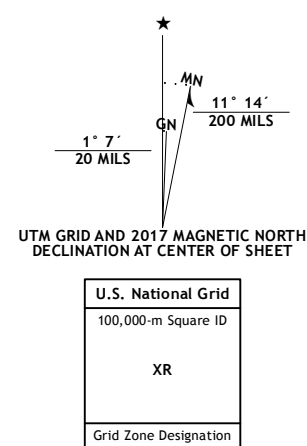 ★
MN
GN
11° 14´
200 MILS
1° 7´
20 MILS
UTM GRID AND 2017 MAGNETIC NORTH
DECLINATION AT CENTER OF SHEET
U.S. National Grid
100,000-m Square ID
XR
Grid Zone Designation